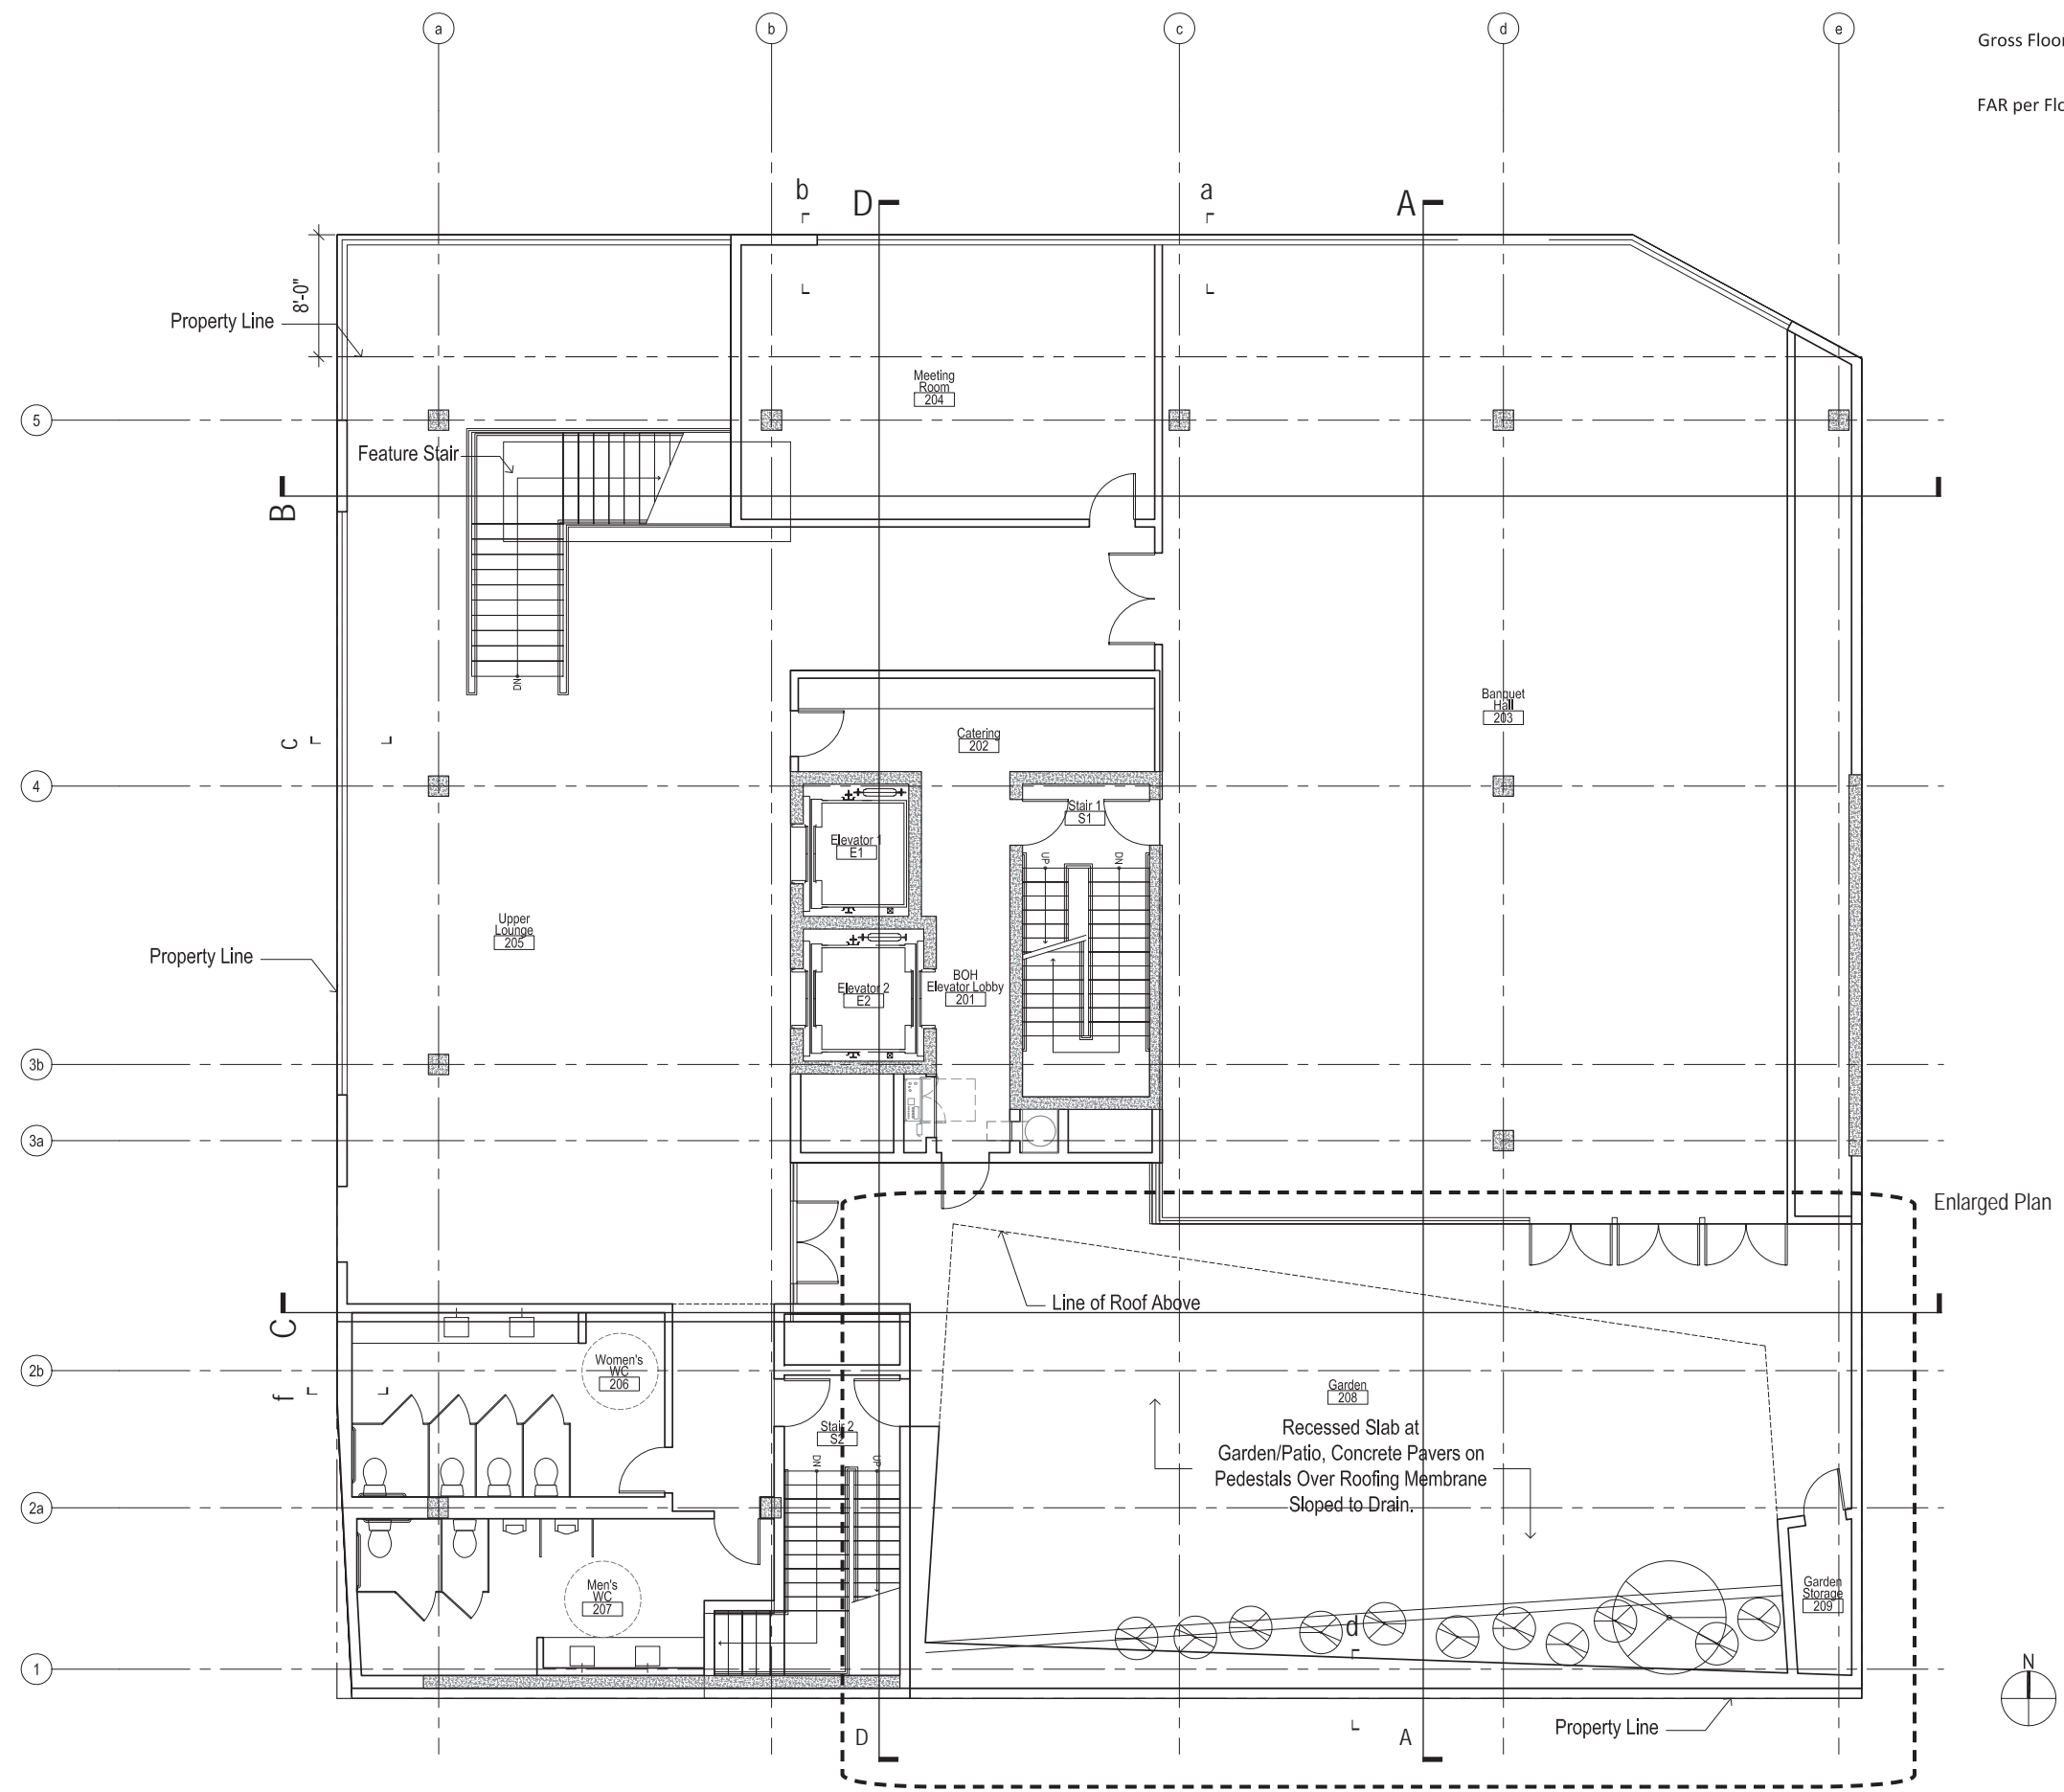 a
b
c
d
e
Gross Floor
FAR per Flo
b
D
a
A
8'-0"
Property Line
Meeting
Room
204
5
Feature Stair
B
DN
Banquet
Hall
203
c
Catering
202
4
Stair 1
S1
Elevator 1
E1
UP
DN
Upper
Lounge
205
Property Line
BOH
Elevator Lobby
201
Elevator 2
E2
3b
3a
Enlarged Plan
Line of Roof Above
C
Women's
WC
206
2b
f
Garden
208
Recessed Slab at
Garden/Patio, Concrete Pavers on
Pedestals Over Roofing Membrane
Sloped to Drain.
Stair 2
S2
DN
UP
2a
Men's
WC
207
Garden
Storage
209
d
1
N
D
A
Property Line